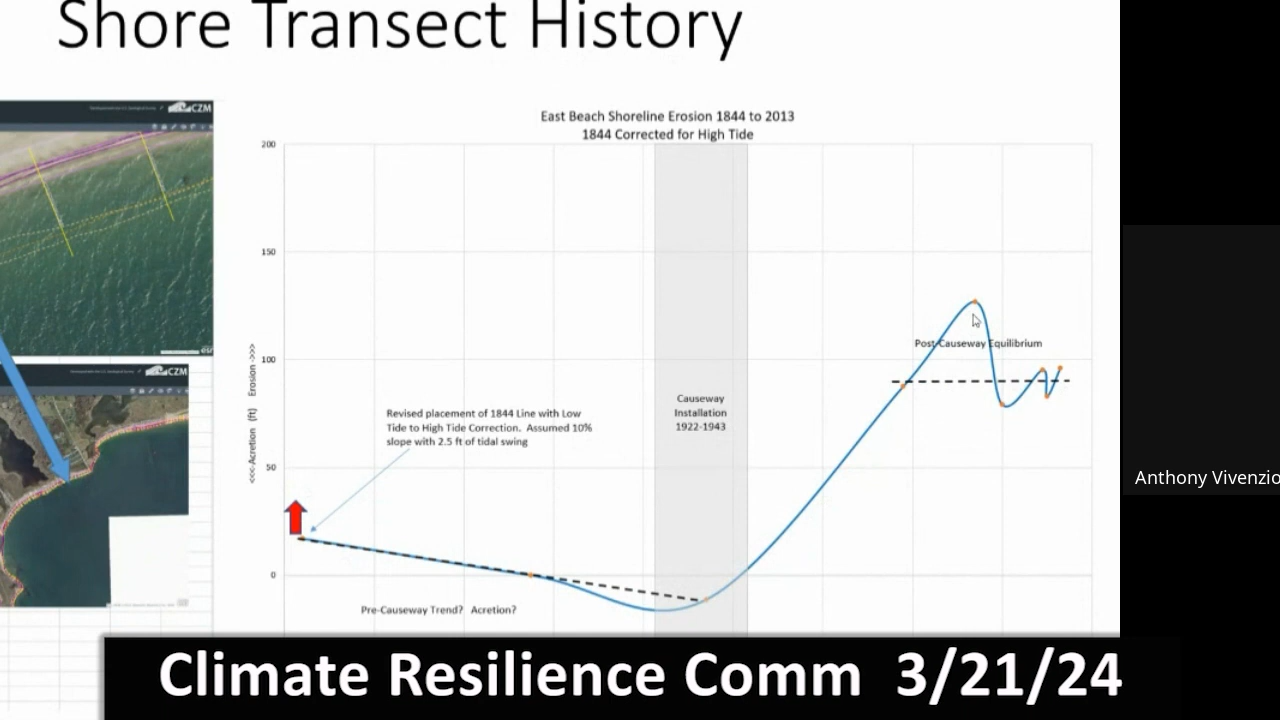 Shore Transect History
CZM
East Beach Shoreline Erosion 1844 to 2013
1844 Corrected for High Tide
200
150
100
50
0
<<<-Acretion (ft) Erosion ->>>
Revised placement of 1844 Line with Low
Tide to High Tide Correction. Assumed 10%
slope with 2.5 ft of tidal swing
Causeway
Installation
1922-1943
Post-Causeway Equilibrium
Pre-Causeway Trend? Acretion?
esri
CZM
Anthony Vivenzio
Climate Resilience Comm 3/21/24